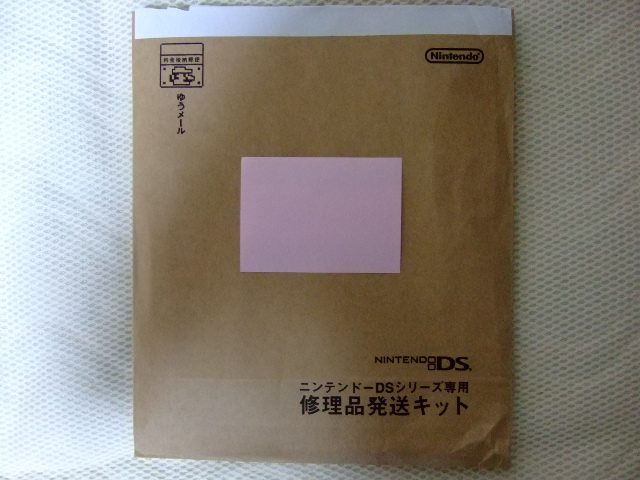 料金後納郵便
ゆうメール
Nintendo
NINTENDO DS
ニンテンドーDSシリーズ専用
修理品発送キット